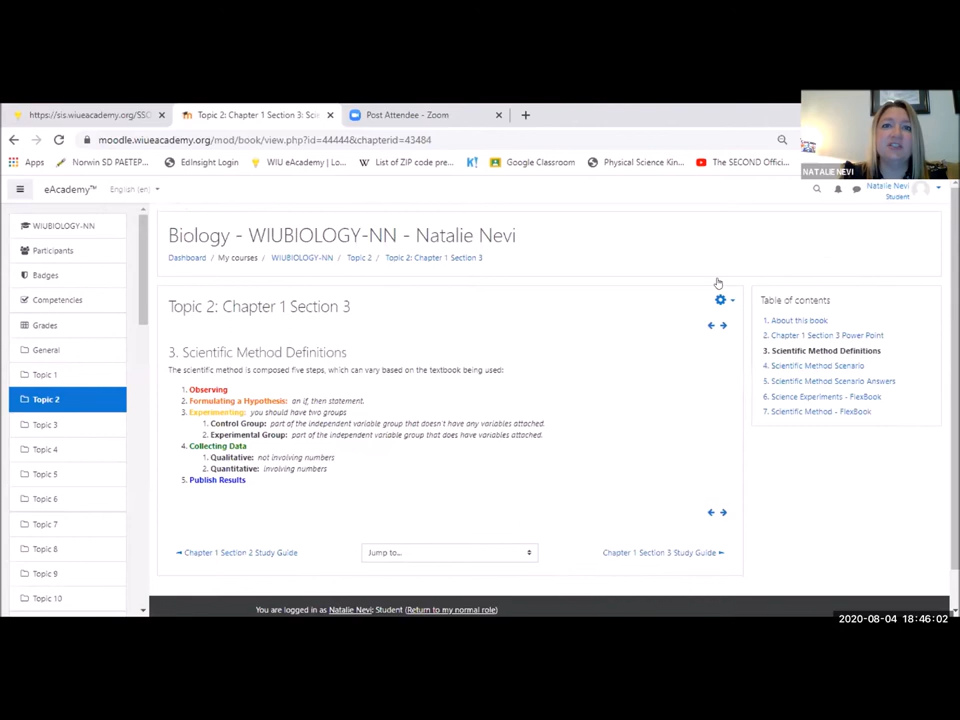 https://sis.wiueacademy.org/SSO
Topic 2: Chapter 1 Section 3: Scie
Post Attendee - Zoom
moodle.wiueacademy.org/mod/book/view.php?id=44444&chapterid=43484
Apps
Norwin SD PAETEP...
EdInsight Login
WIU eAcademy | Lo...
List of ZIP code pre...
K!
Google Classroom
Physical Science Kin...
The SECOND Offici...
NATALIE NEVI
eAcademy™
English (en)
Natalie Nevi
Student
WIUBIOLOGY-NN
Participants
Badges
Competencies
Grades
General
Topic 1
Topic 2
Topic 3
Topic 4
Topic 5
Topic 6
Topic 7
Topic 8
Topic 9
Topic 10
Biology - WIUBIOLOGY-NN - Natalie Nevi
Dashboard / My courses / WIUBIOLOGY-NN / Topic 2 / Topic 2: Chapter 1 Section 3
Topic 2: Chapter 1 Section 3
3. Scientific Method Definitions
The scientific method is composed five steps, which can vary based on the textbook being used:
1. Observing
2. Formulating a Hypothesis: an if, then statement.
3. Experimenting: you should have two groups
1. Control Group: part of the independent variable group that doesn't have any variables attached.
2. Experimental Group: part of the independent variable group that does have variables attached.
4. Collecting Data
1. Qualitative: not involving numbers
2. Quantitative: involving numbers
5. Publish Results
Chapter 1 Section 2 Study Guide
Jump to...
Chapter 1 Section 3 Study Guide
Table of contents
1. About this book
2. Chapter 1 Section 3 Power Point
3. Scientific Method Definitions
4. Scientific Method Scenario
5. Scientific Method Scenario Answers
6. Science Experiments - FlexBook
7. Scientific Method - FlexBook
You are logged in as Natalie Nevi: Student (Return to my normal role)
2020-08-04 18:46:02